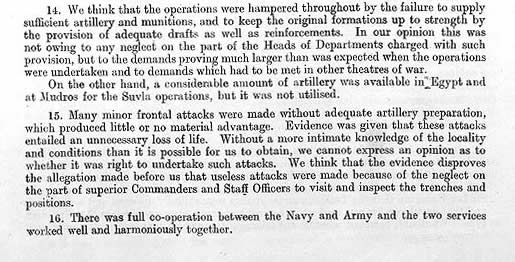 14. We think that the operations were hampered throughout by the failure to supply
sufficient artillery and munitions, and to keep the original formations up to strength by
the provision of adequate drafts as well as reinforcements. In our opinion this was
not owing to any neglect on the part of the Heads of Departments charged with such
provision, but to the demands proving much larger than was expected when the operations
were undertaken and to demands which had to be met in other theatres of war.
On the other hand, a considerable amount of artillery was available in Egypt and
at Mudros for the Suvla operations, but it was not utilised.
15. Many minor frontal attacks were made without adequate artillery preparation,
which produced little or no material advantage. Evidence was given that these attacks
entailed an unnecessary loss of life. Without a more intimate knowledge of the locality
and conditions than it is possible for us to obtain, we cannot express an opinion as to
whether it was right to undertake such attacks. We think that the evidence disproves
the allegation made before us that useless attacks were made because of the neglect on
the part of superior Commanders and Staff Officers to visit and inspect the trenches and
positions.
16. There was full co-operation between the Navy and Army and the two services
worked well and harmoniously together.